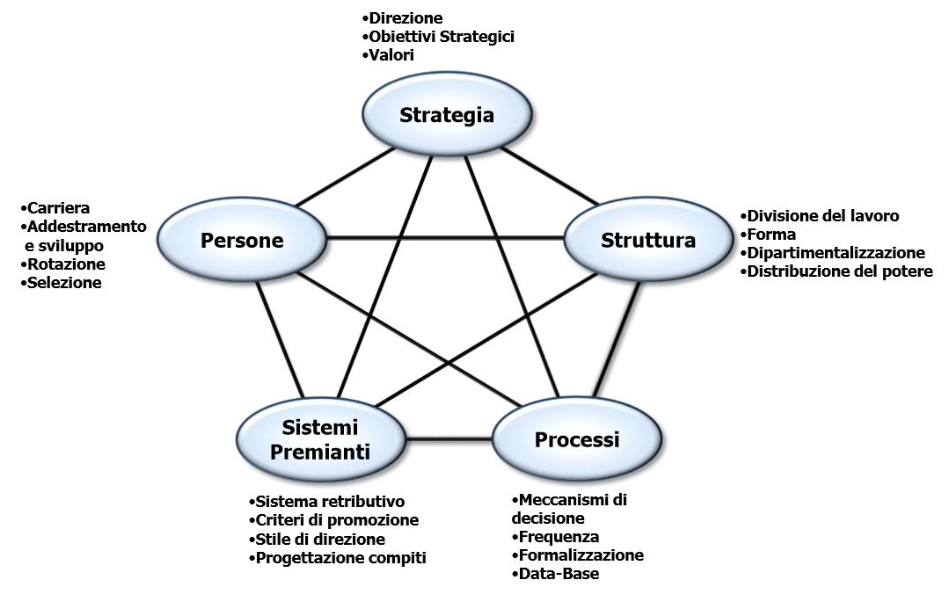 •Direzione
•Obiettivi Strategici
•Valori
Strategia
•Carriera
•Addestramento
e sviluppo
•Rotazione
•Selezione
Persone
Struttura
•Divisione del lavoro
•Forma
•Dipartimentalizzazione
•Distribuzione del potere
Sistemi
Premianti
Processi
•Sistema retributivo
•Criteri di promozione
•Stile di direzione
•Progettazione compiti
•Meccanismi di
decisione
•Frequenza
•Formalizzazione
•Data-Base